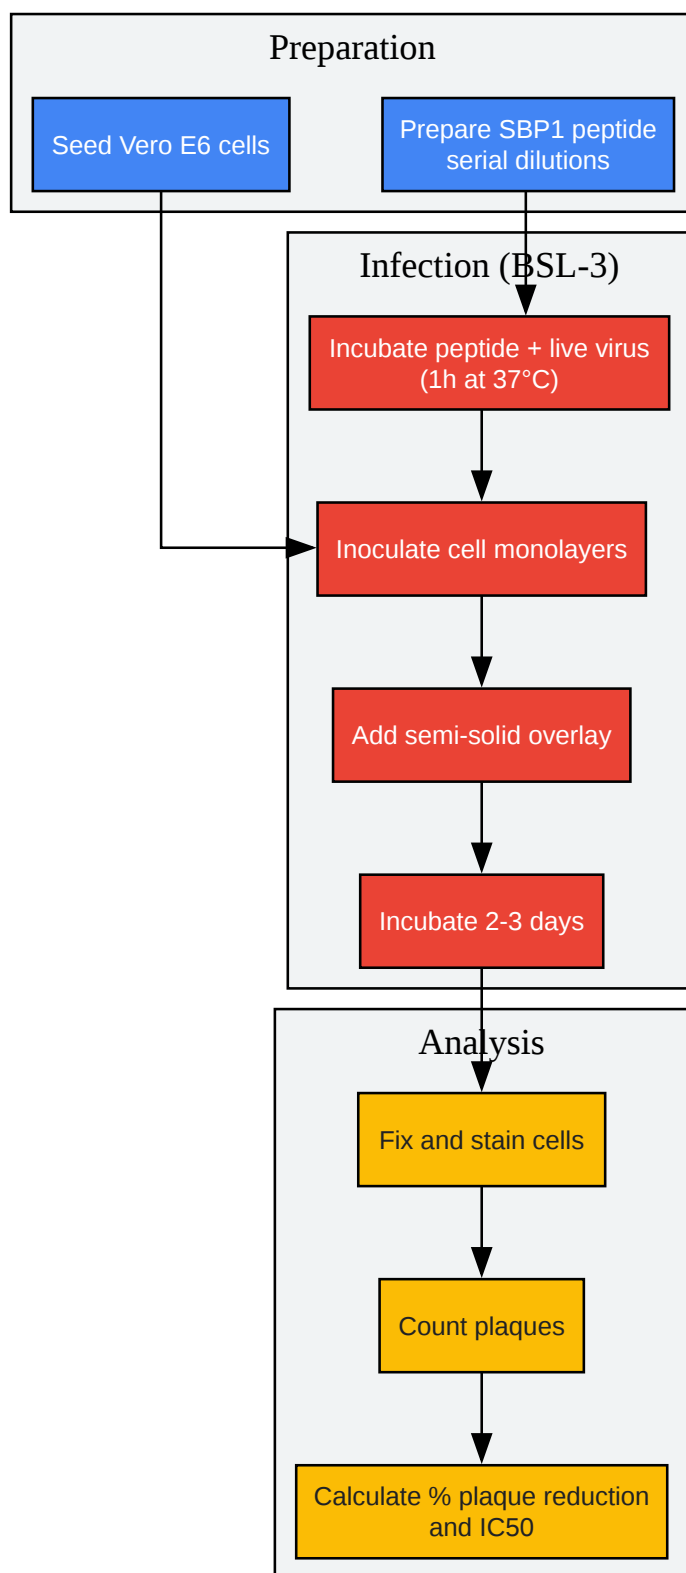 Preparation
Seed Vero E6 cells
Prepare SBP1 peptide
serial dilutions
Infection (BSL-3)
Incubate peptide + live virus
(1h at 37°C)
Inoculate cell monolayers
Add semi-solid overlay
Incubate 2-3 days
Analysis
Fix and stain cells
Count plaques
Calculate % plaque reduction
and IC50